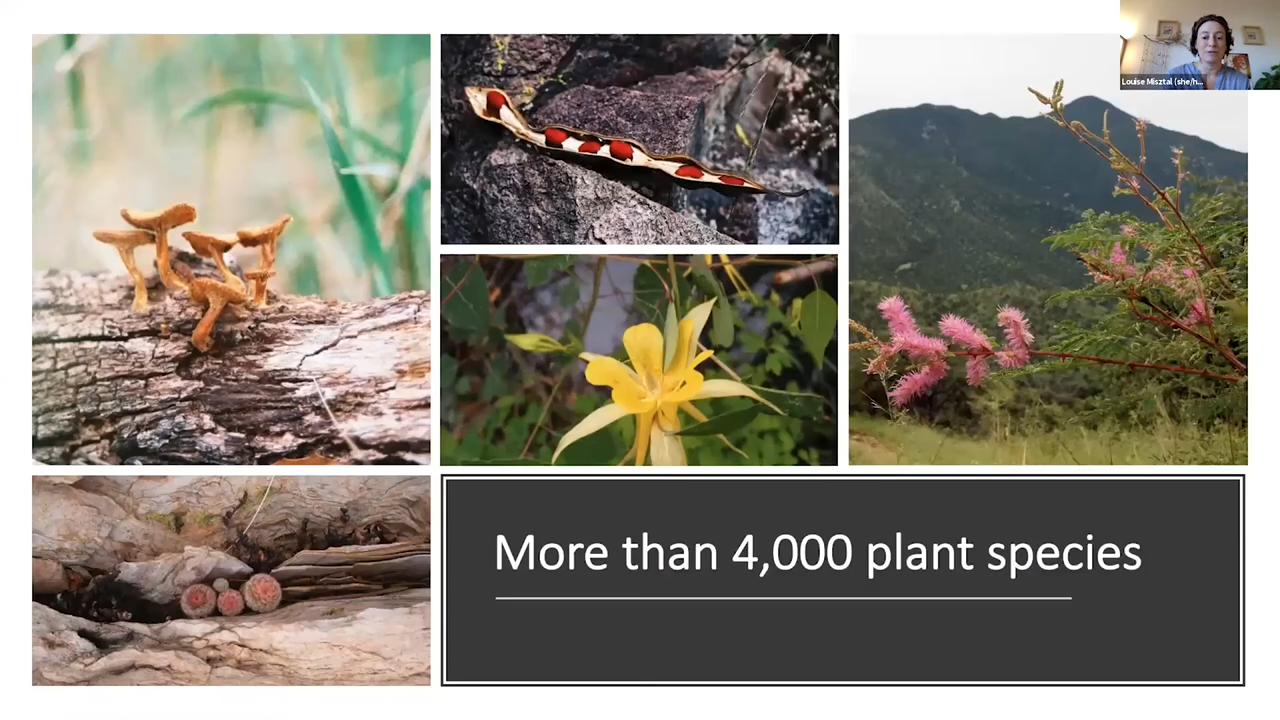 Louise Misztal (she/h...
More than 4,000 plant species